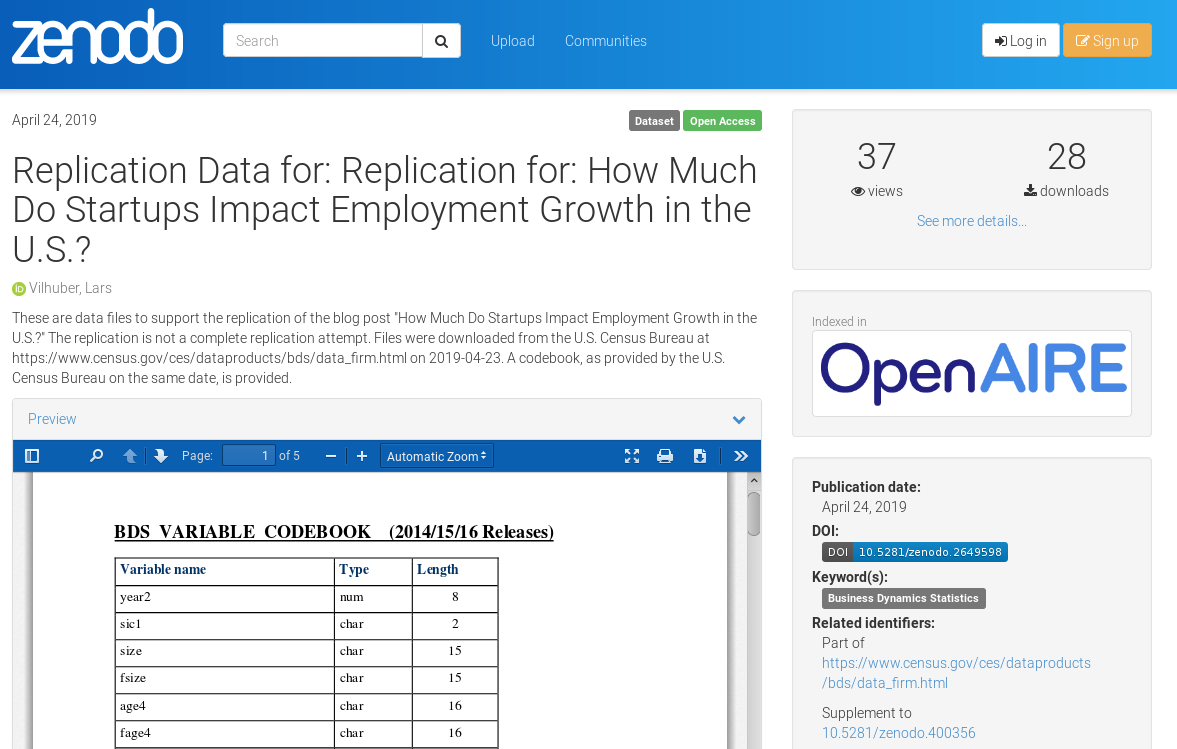 zenodo
Search
Upload
Communities
Log in
Sign up
April 24, 2019
Dataset
Open Access
Replication Data for: Replication for: How Much
Do Startups Impact Employment Growth in the
U.S.?
Vilhuber, Lars
These are data files to support the replication of the blog post "How Much Do Startups Impact Employment Growth in the
U.S.?" The replication is not a complete replication attempt. Files were downloaded from the U.S. Census Bureau at
https://www.census.gov/ces/dataproducts/bds/data_firm.html on 2019-04-23. A codebook, as provided by the U.S.
Census Bureau on the same date, is provided.
Preview
Page: 1 of 5
Automatic Zoom
BDS VARIABLE CODEBOOK (2014/15/16 Releases)
Variable name Type Length
year2 num 8
sic1 char 2
size char 15
fsize char 15
age4 char 16
fage4 char 16
37
views
28
downloads
See more details...
Indexed in
OpenAIRE
Publication date:
April 24, 2019
DOI:
DOI 10.5281/zenodo.2649598
Keyword(s):
Business Dynamics Statistics
Related identifiers:
Part of
https://www.census.gov/ces/dataproducts
/bds/data_firm.html
Supplement to
10.5281/zenodo.400356